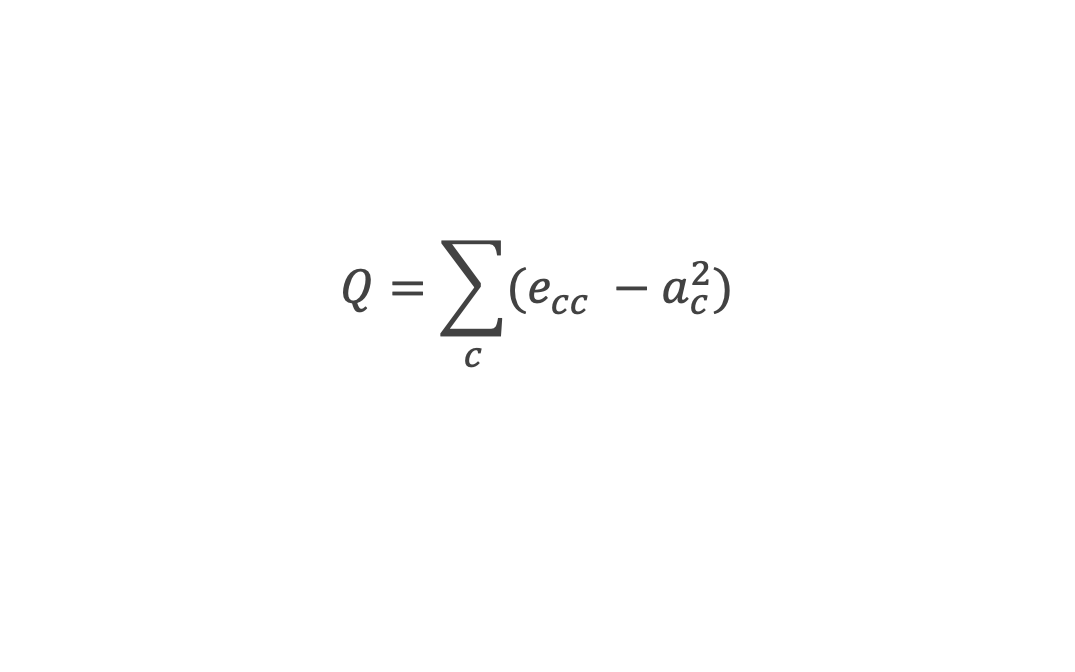 Q = ∑_c (e_cc − a_c^2)